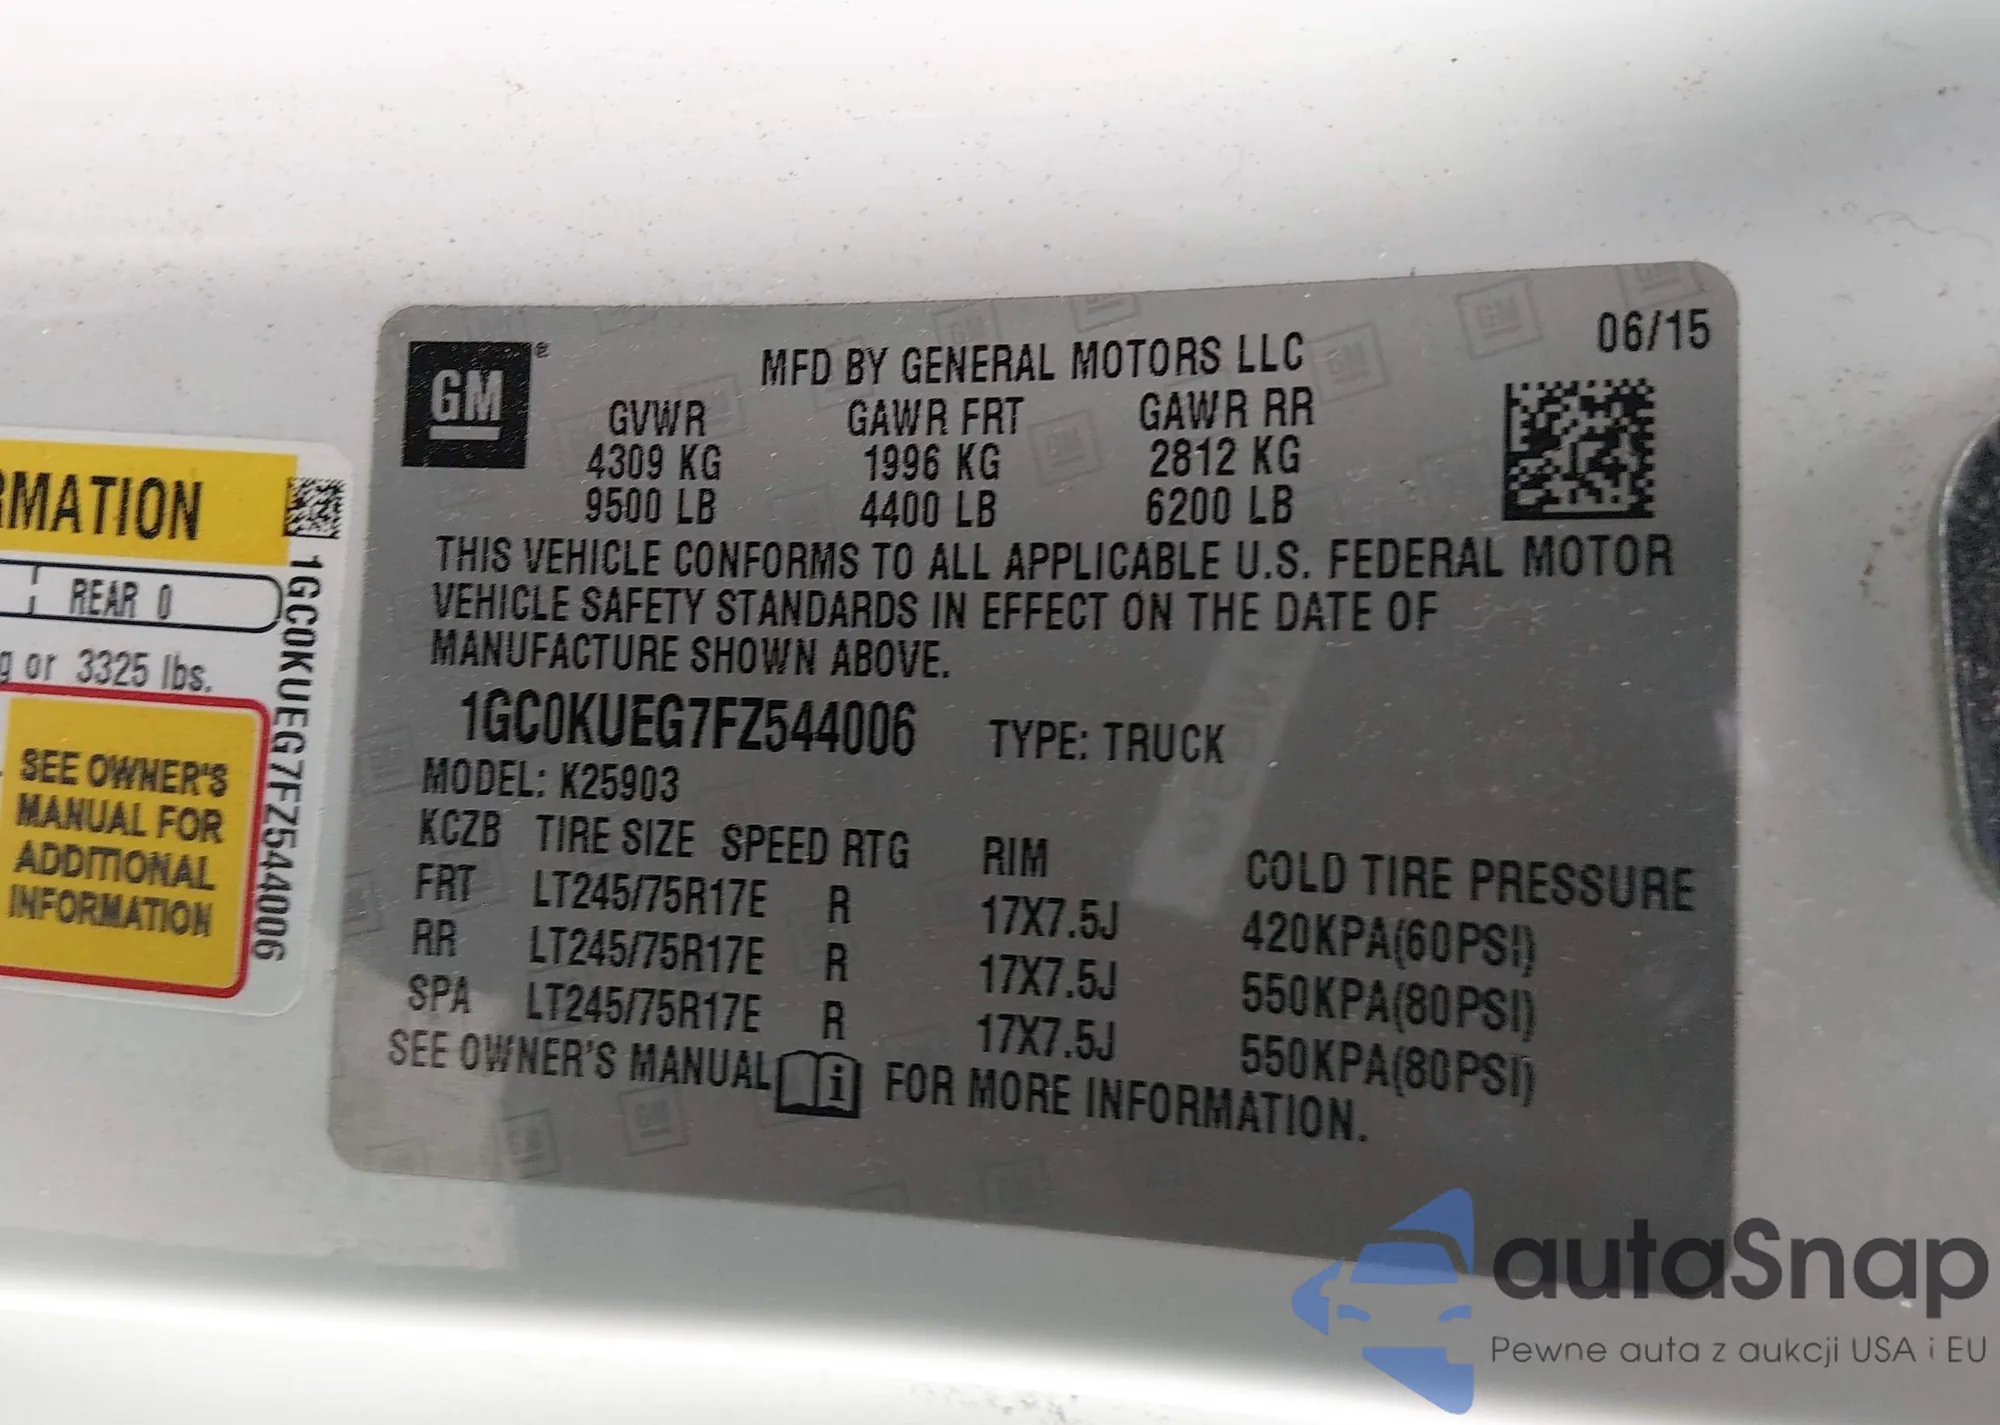 RMATION
REAR 0
g or 3325 lbs.
SEE OWNER'S
MANUAL FOR
ADDITIONAL
INFORMATION
1GC0KUEG7FZ544006
GM
MFD BY GENERAL MOTORS LLC
06/15
GVWR GAWR FRT GAWR RR
4309 KG 1996 KG 2812 KG
9500 LB 4400 LB 6200 LB
THIS VEHICLE CONFORMS TO ALL APPLICABLE U.S. FEDERAL MOTOR
VEHICLE SAFETY STANDARDS IN EFFECT ON THE DATE OF
MANUFACTURE SHOWN ABOVE.
1GC0KUEG7FZ544006 TYPE: TRUCK
MODEL: K25903
KCZB TIRE SIZE SPEED RTG RIM COLD TIRE PRESSURE
FRT LT245/75R17E R 17X7.5J 420KPA(60PSI)
RR LT245/75R17E R 17X7.5J 550KPA(80PSI)
SPA LT245/75R17E R 17X7.5J 550KPA(80PSI)
SEE OWNER'S MANUAL i FOR MORE INFORMATION.
autaSnap
Pewne auta z aukcji USA i EU